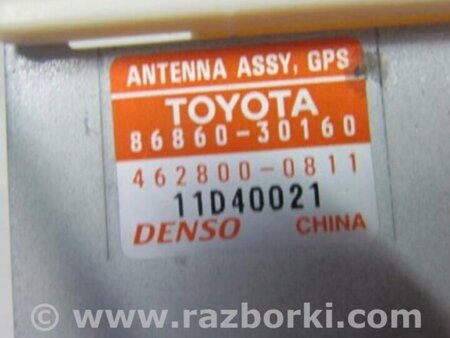 ANTENNA ASSY, GPS
TOYOTA
86860-30160
462800-0811
11D40021
DENSO CHINA
© www.razborki.com